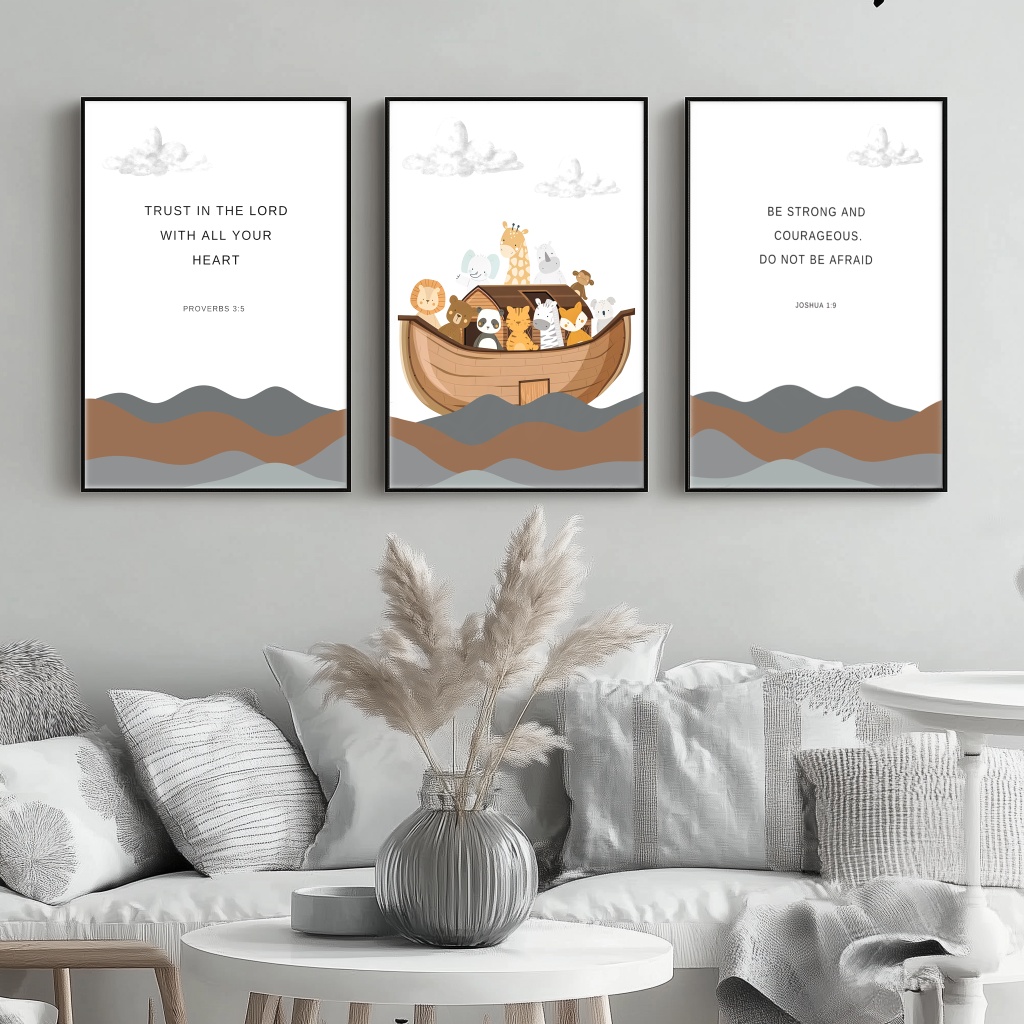 TRUST IN THE LORD
WITH ALL YOUR
HEART
PROVERBS 3:5
BE STRONG AND
COURAGEOUS.
DO NOT BE AFRAID
JOSHUA 1:9